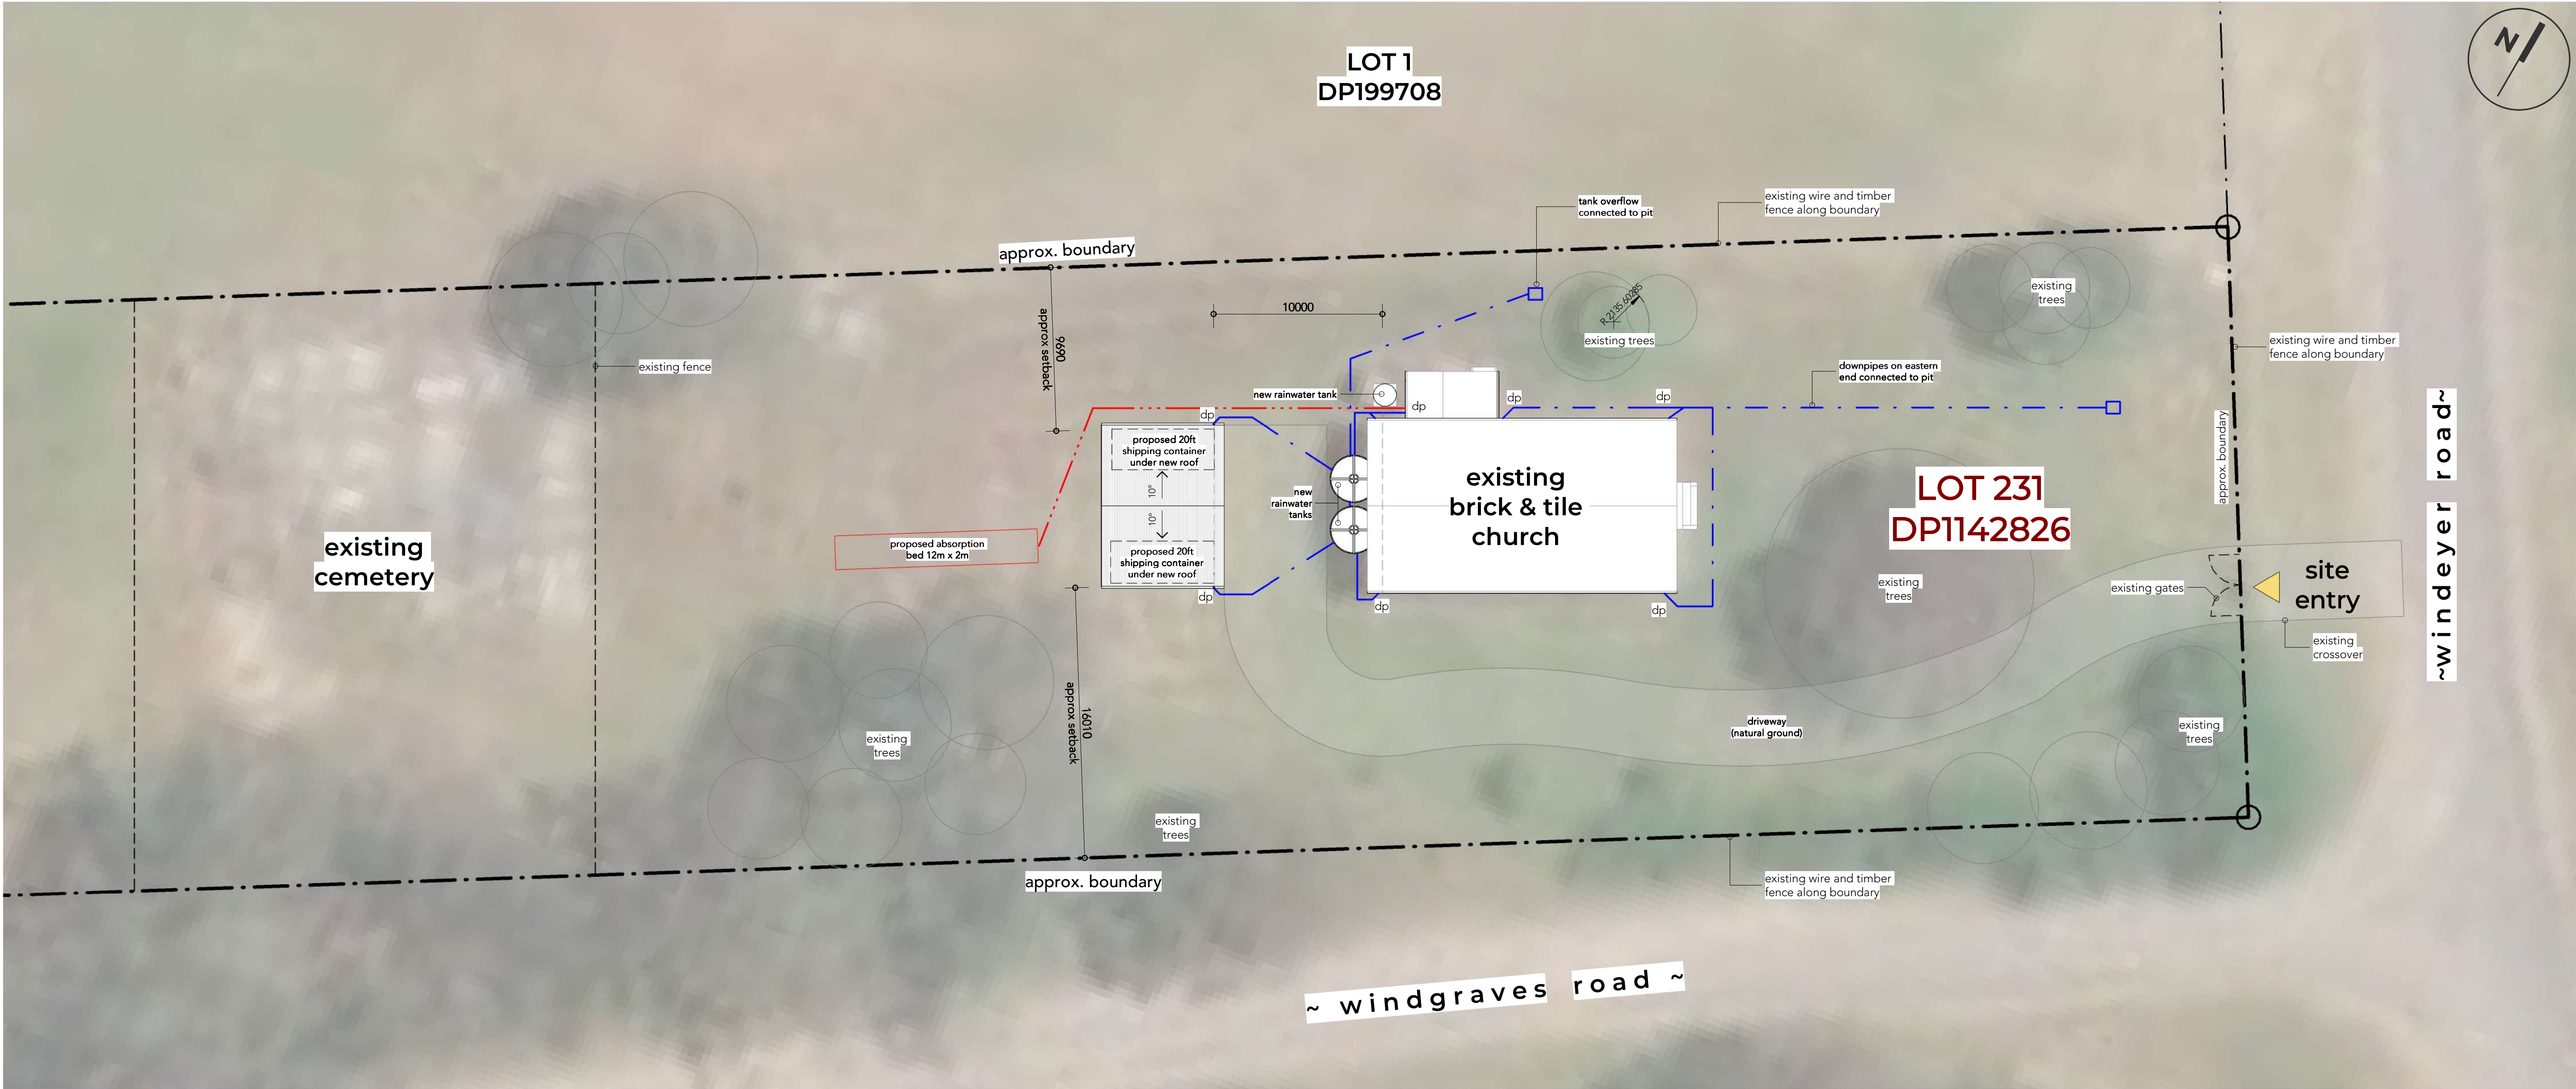 N
LOT 1
DP199708
tank overflow
connected to pit
existing wire and timber
fence along boundary
approx. boundary
existing
trees
R 2135.60285
10000
existing trees
9690
approx setback
existing wire and timber
fence along boundary
existing fence
downpipes on eastern
end connected to pit
new rainwater tank
dp
dp
dp
dp
approx. boundary
~windeyer road~
proposed 20ft
shipping container
under new roof
10°
10°
proposed 20ft
shipping container
under new roof
new
rainwater
tanks
existing
brick & tile
church
LOT 231
DP1142826
proposed absorption
bed 12m x 2m
existing
cemetery
existing
trees
existing gates
site
entry
dp
dp
dp
existing
crossover
16010
approx setback
existing
trees
driveway
(natural ground)
existing
trees
existing
trees
approx. boundary
existing wire and timber
fence along boundary
~ windgraves road ~